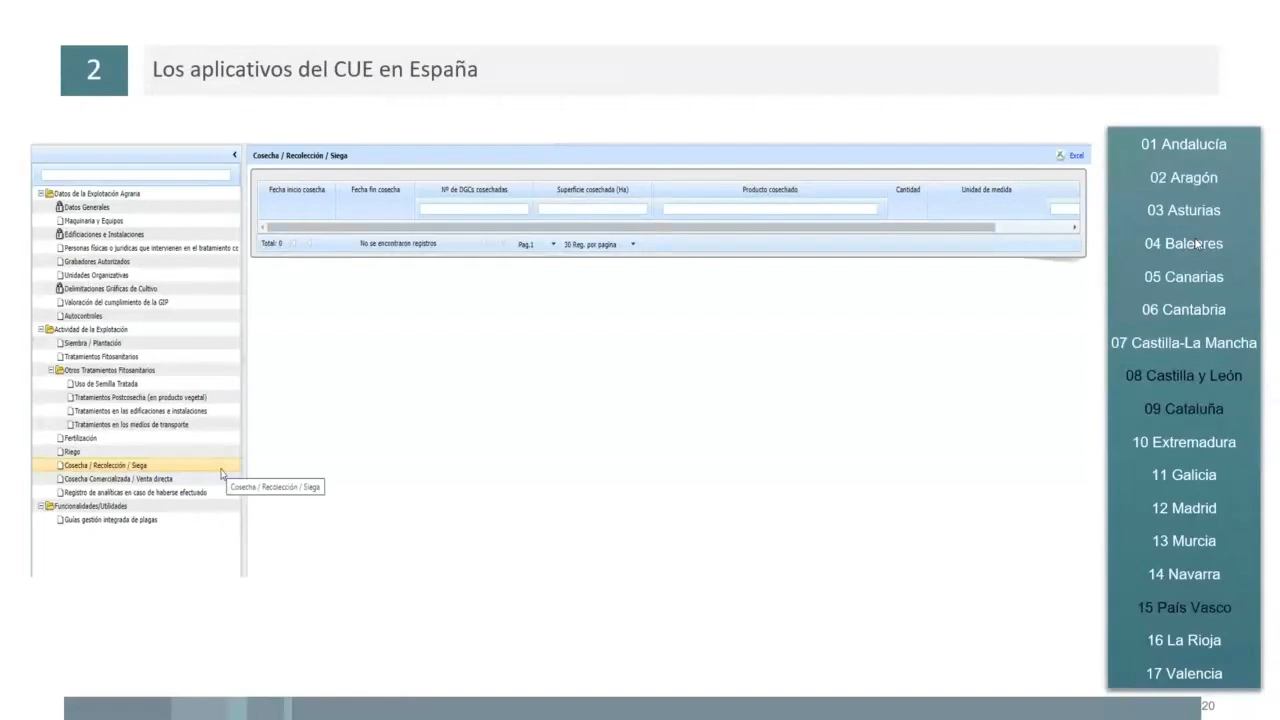 2
Los aplicativos del CUE en España
Datos de la Explotación Agraria
Datos Generales
Maquinaria y Equipos
Edificiaciones e Instalaciones
Personas físicas o jurídicas que intervienen en el tratamiento co
Grabadores Autorizados
Unidades Organizativas
Delimitaciones Gráficas de Cultivo
Valoración del cumplimiento de la GIP
Autocontroles
Actividad de la Explotación
Siembra / Plantación
Tratamientos Fitosanitarios
Otros Tratamientos Fitosanitarios
Uso de Semilla Tratada
Tratamientos Postcosecha (en producto vegetal)
Tratamientos en las edificaciones e instalaciones
Tratamientos en los medios de transporte
Fertilización
Riego
Cosecha / Recolección / Siega
Cosecha Comercializada / Venta directa
Registro de analíticas en caso de haberse efectuado
Funcionalidades/Utilidades
Guías gestión integrada de plagas
Cosecha / Recolección / Siega
Cosecha / Recolección / Siega
Excel
Fecha inicio cosecha Fecha fin cosecha Nº de DGCs cosechadas Superficie cosechada (Ha) Producto cosechado Cantidad Unidad de medida
Total: 0 No se encontraron registros Pag.1 30 Reg. por pagina
01 Andalucía
02 Aragón
03 Asturias
04 Baleares
05 Canarias
06 Cantabria
07 Castilla-La Mancha
08 Castilla y León
09 Cataluña
10 Extremadura
11 Galicia
12 Madrid
13 Murcia
14 Navarra
15 País Vasco
16 La Rioja
17 Valencia
20